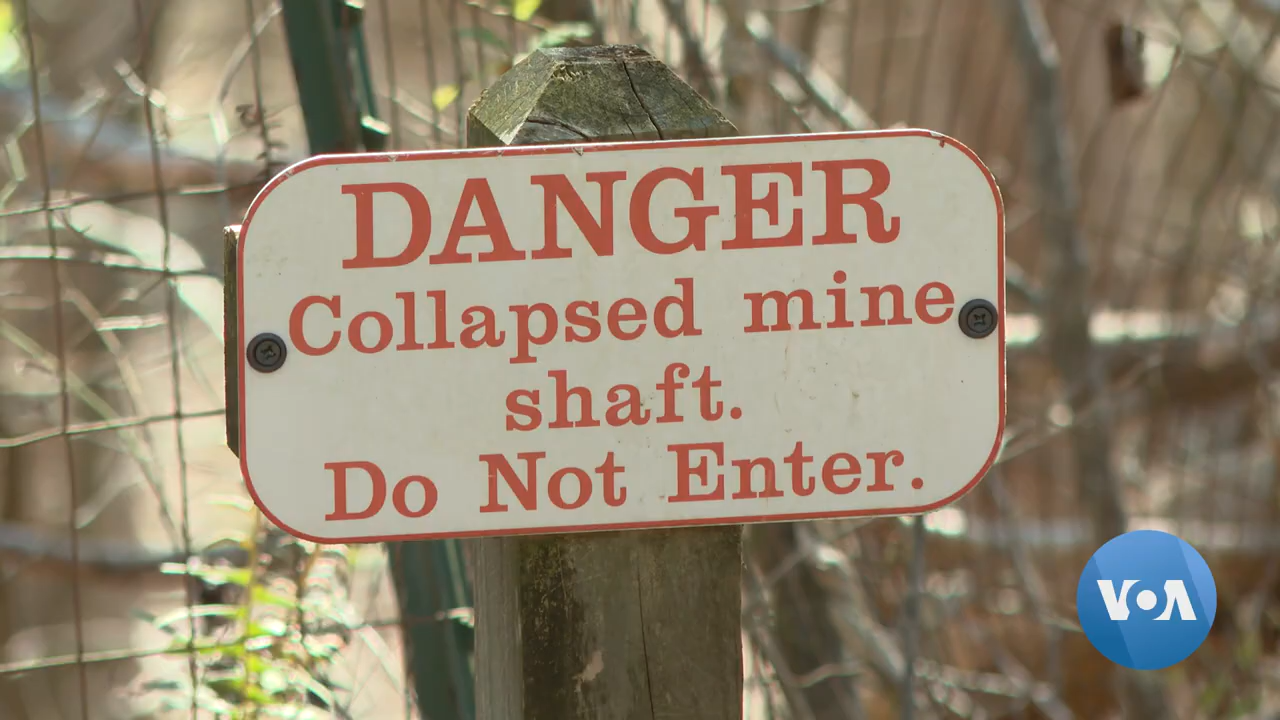 DANGER
Collapsed mine
shaft.
Do Not Enter.
VOA